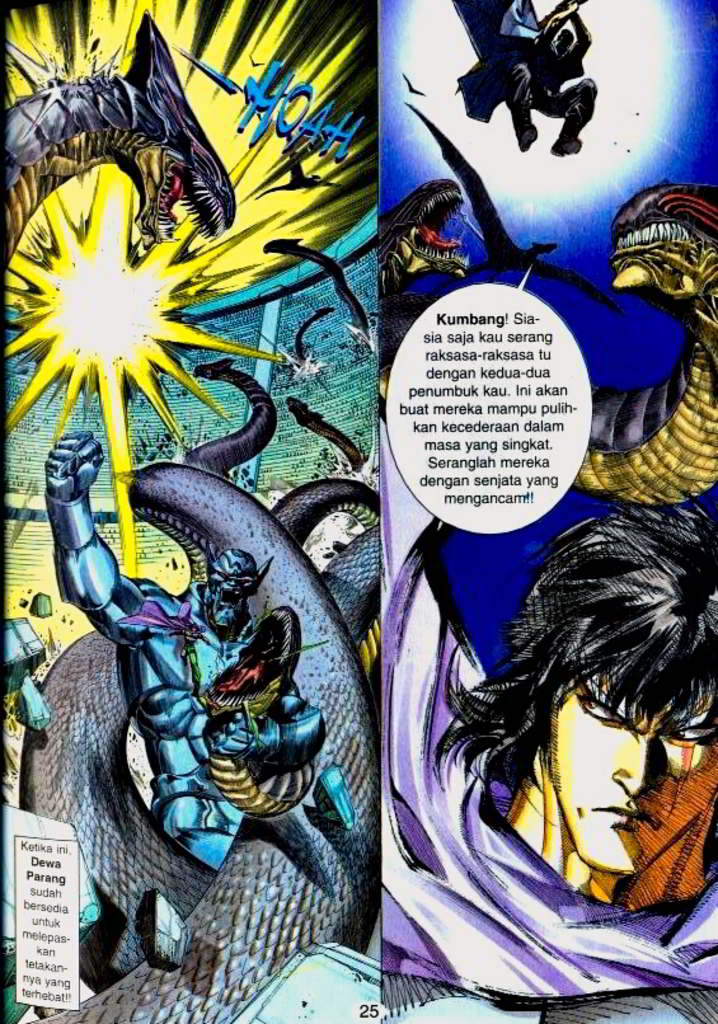 HOAH
Kumbang! Sia-
sia saja kau serang
raksasa-raksasa tu
dengan kedua-dua
penumbuk kau. Ini akan
buat mereka mampu pulih-
kan kecederaan dalam
masa yang singkat.
Seranglah mereka
dengan senjata yang
mengancam!!
Ketika ini,
Dewa
Parang
sudah
bersedia
untuk
melepas-
kan
tetakan-
nya yang
terhebat!!
25